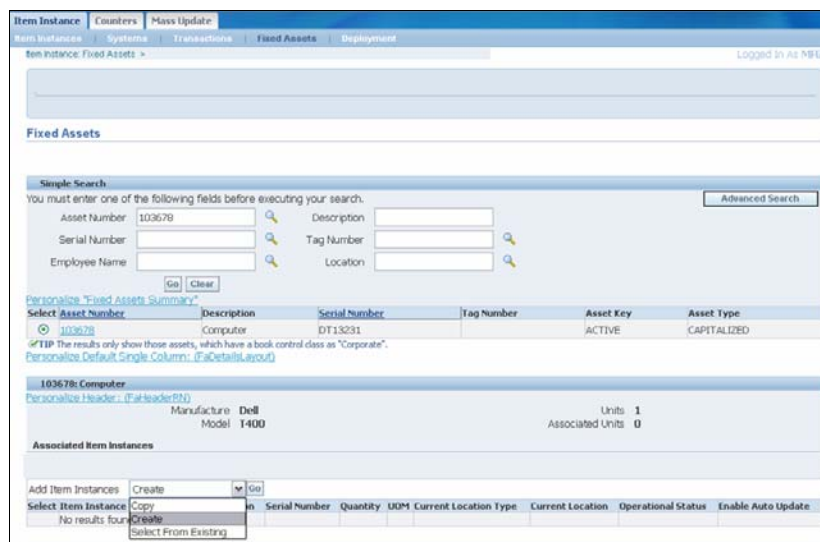 Item Instance Counters Mass Update
Item Instances | Systems | Transactions | Fixed Assets | Deployment
Item Instance: Fixed Assets > Logged In As
Fixed Assets
Simple Search
You must enter one of the following fields before executing your search. Advanced Search
Asset Number 103678 Description
Serial Number Tag Number
Employee Name Location
Go Clear
Personalize "Fixed Assets Summary"
Select Asset Number Description Serial Number Tag Number Asset Key Asset Type
103678 Computer DT13231 ACTIVE CAPITALIZED
TIP The results only show those assets, which have a book control class as "Corporate".
Personalize Default Single Column: (FaDetailsLayout)
103678: Computer
Personalize Header: (FaHeaderRN)
Manufacture Dell Units 1
Model T400 Associated Units 0
Associated Item Instances
Add Item Instances Create Go
Select Item Instance Serial Number Quantity UOM Current Location Type Current Location Operational Status Enable Auto Update
No results
Copy
Create
Select From Existing